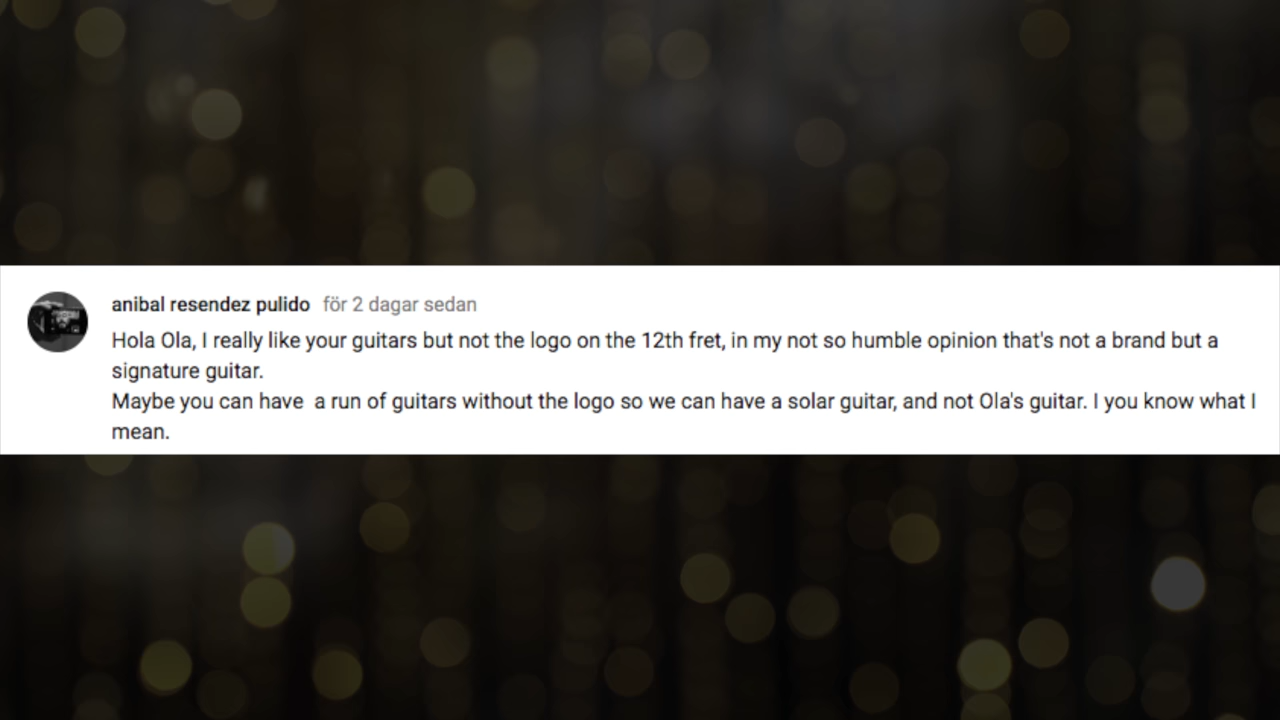 anibal resendez pulido för 2 dagar sedan
Hola Ola, I really like your guitars but not the logo on the 12th fret, in my not so humble opinion that's not a brand but a
signature guitar.
Maybe you can have  a run of guitars without the logo so we can have a solar guitar, and not Ola's guitar. I you know what I
mean.